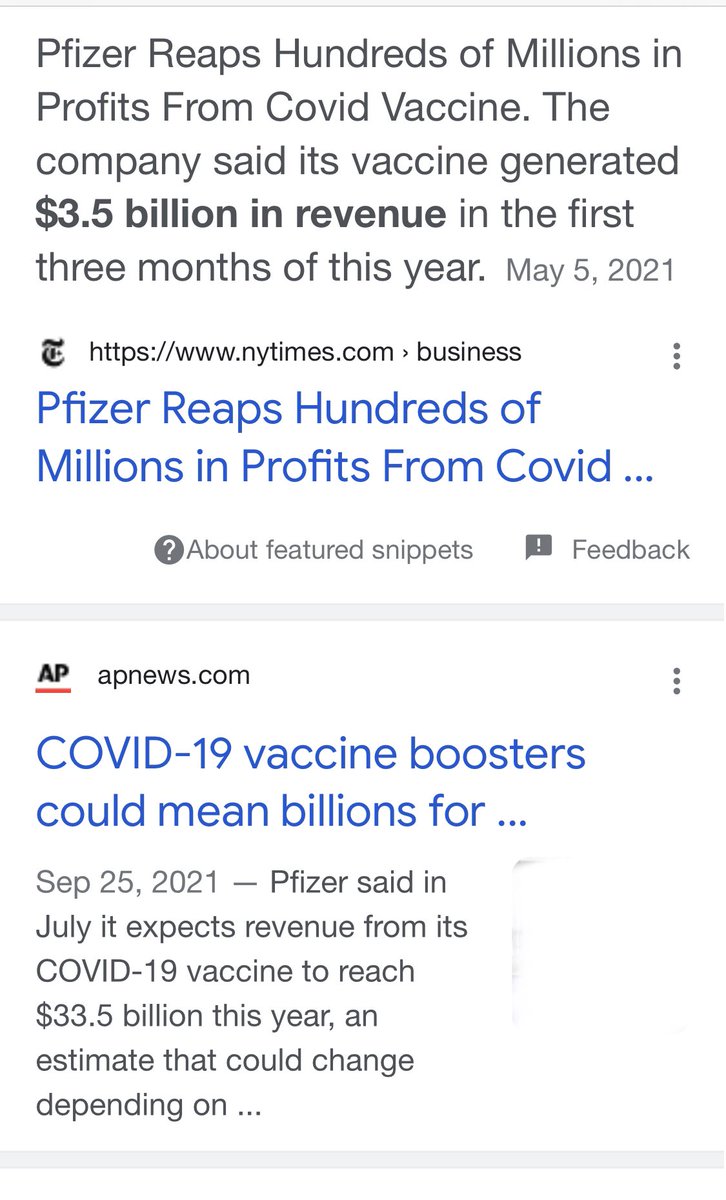 Pfizer Reaps Hundreds of Millions in
Profits From Covid Vaccine. The
company said its vaccine generated
$3.5 billion in revenue in the first
three months of this year. May 5, 2021
https://www.nytimes.com › business
Pfizer Reaps Hundreds of
Millions in Profits From Covid ...
About featured snippets Feedback
AP apnews.com
COVID-19 vaccine boosters
could mean billions for ...
Sep 25, 2021 — Pfizer said in
July it expects revenue from its
COVID-19 vaccine to reach
$33.5 billion this year, an
estimate that could change
depending on ...